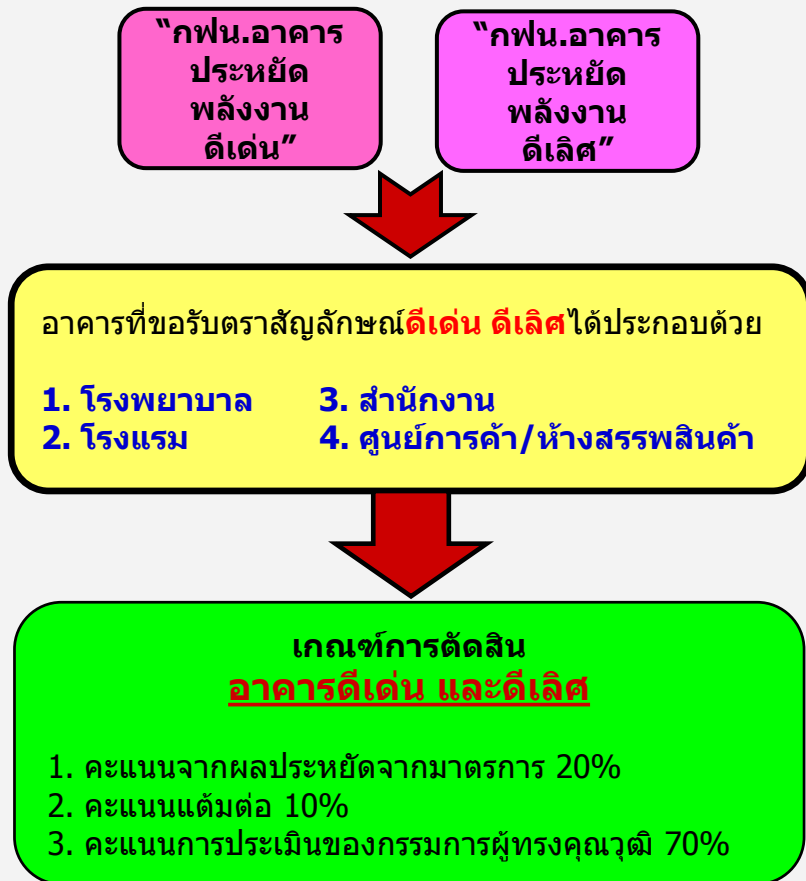 “กฟน.อาคาร
ประหยัด
พลังงาน
ดีเด่น”
“กฟน.อาคาร
ประหยัด
พลังงาน
ดีเลิศ”
อาคารที่ขอรับตราสัญลักษณ์ดีเด่น ดีเลิศได้ประกอบด้วย
1. โรงพยาบาล 3. สำนักงาน
2. โรงแรม 4. ศูนย์การค้า/ห้างสรรพสินค้า
เกณฑ์การตัดสิน
อาคารดีเด่น และดีเลิศ
1. คะแนนจากผลประหยัดจากมาตรการ 20%
2. คะแนนแต้มต่อ 10%
3. คะแนนการประเมินของกรรมการผู้ทรงคุณวุฒิ 70%